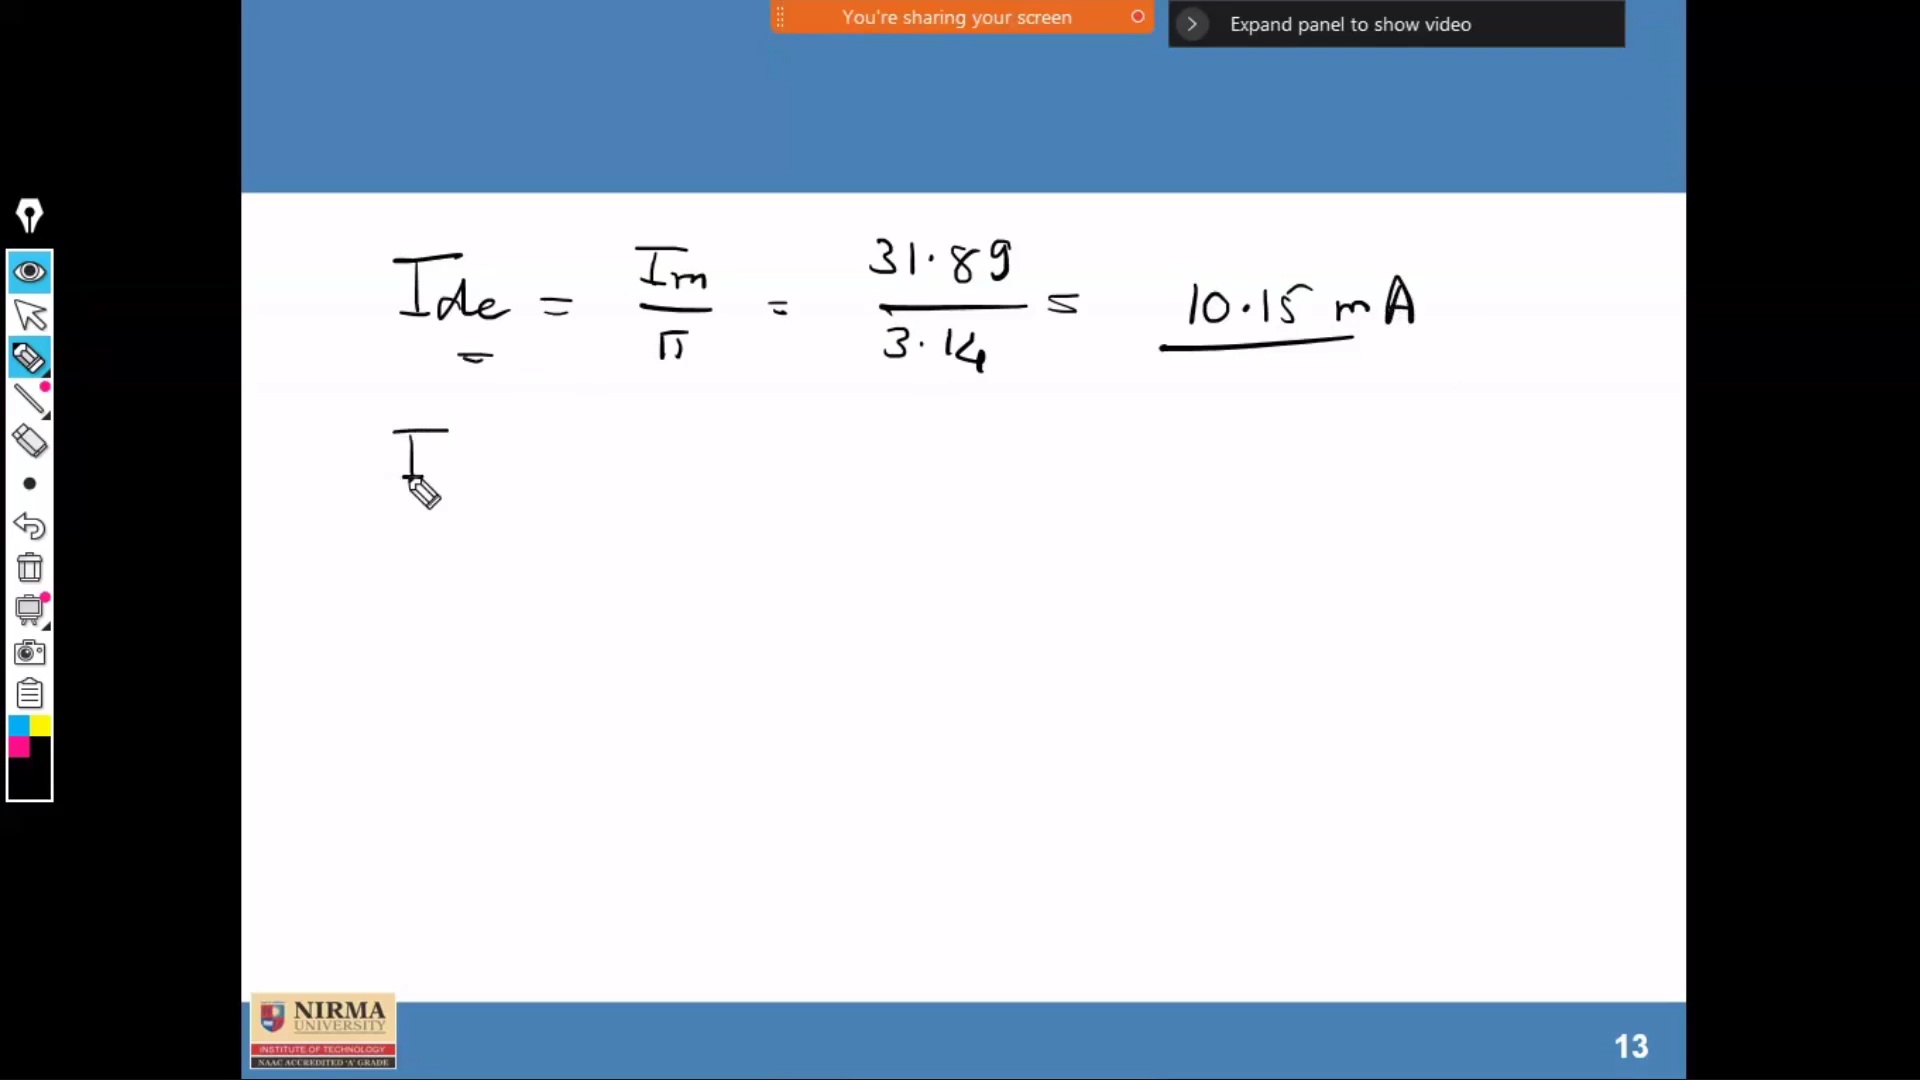 You're sharing your screen
Expand panel to show video
Idc = Im/π = 31.89/3.14 = 10.15 mA
I
NIRMA
UNIVERSITY
INSTITUTE OF TECHNOLOGY
NAAC ACCREDITED 'A' GRADE
13